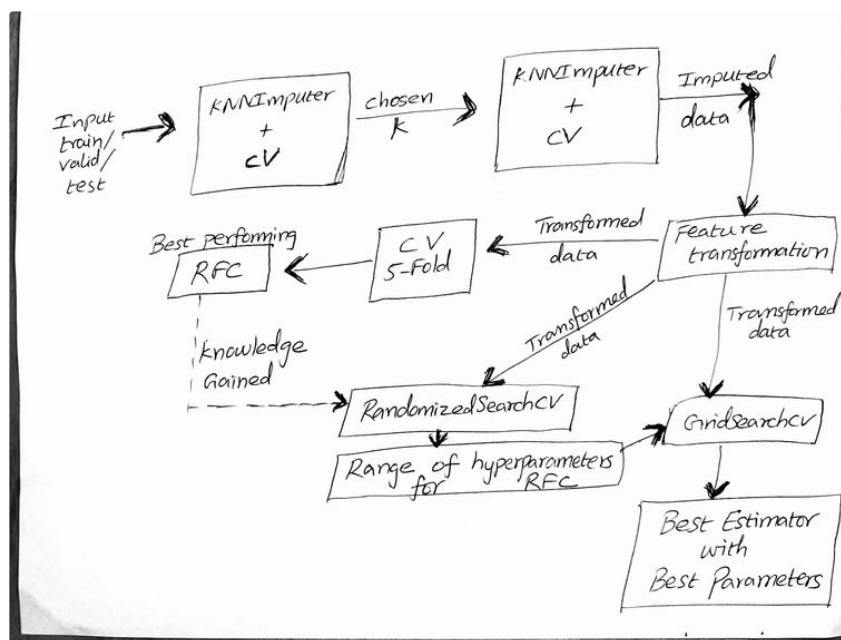 Input
train/
valid/
test
KNNImputer
+
CV
chosen
K
KNNImputer
+
CV
Imputed
data
Feature
transformation
Transformed
data
CV
5-Fold
Best performing
RFC
Knowledge
Gained
Transformed
data
Transformed
data
RandomizedSearchCV
Range of hyperparameters
for RFC
GridSearchCV
Best Estimator
with
Best Parameters